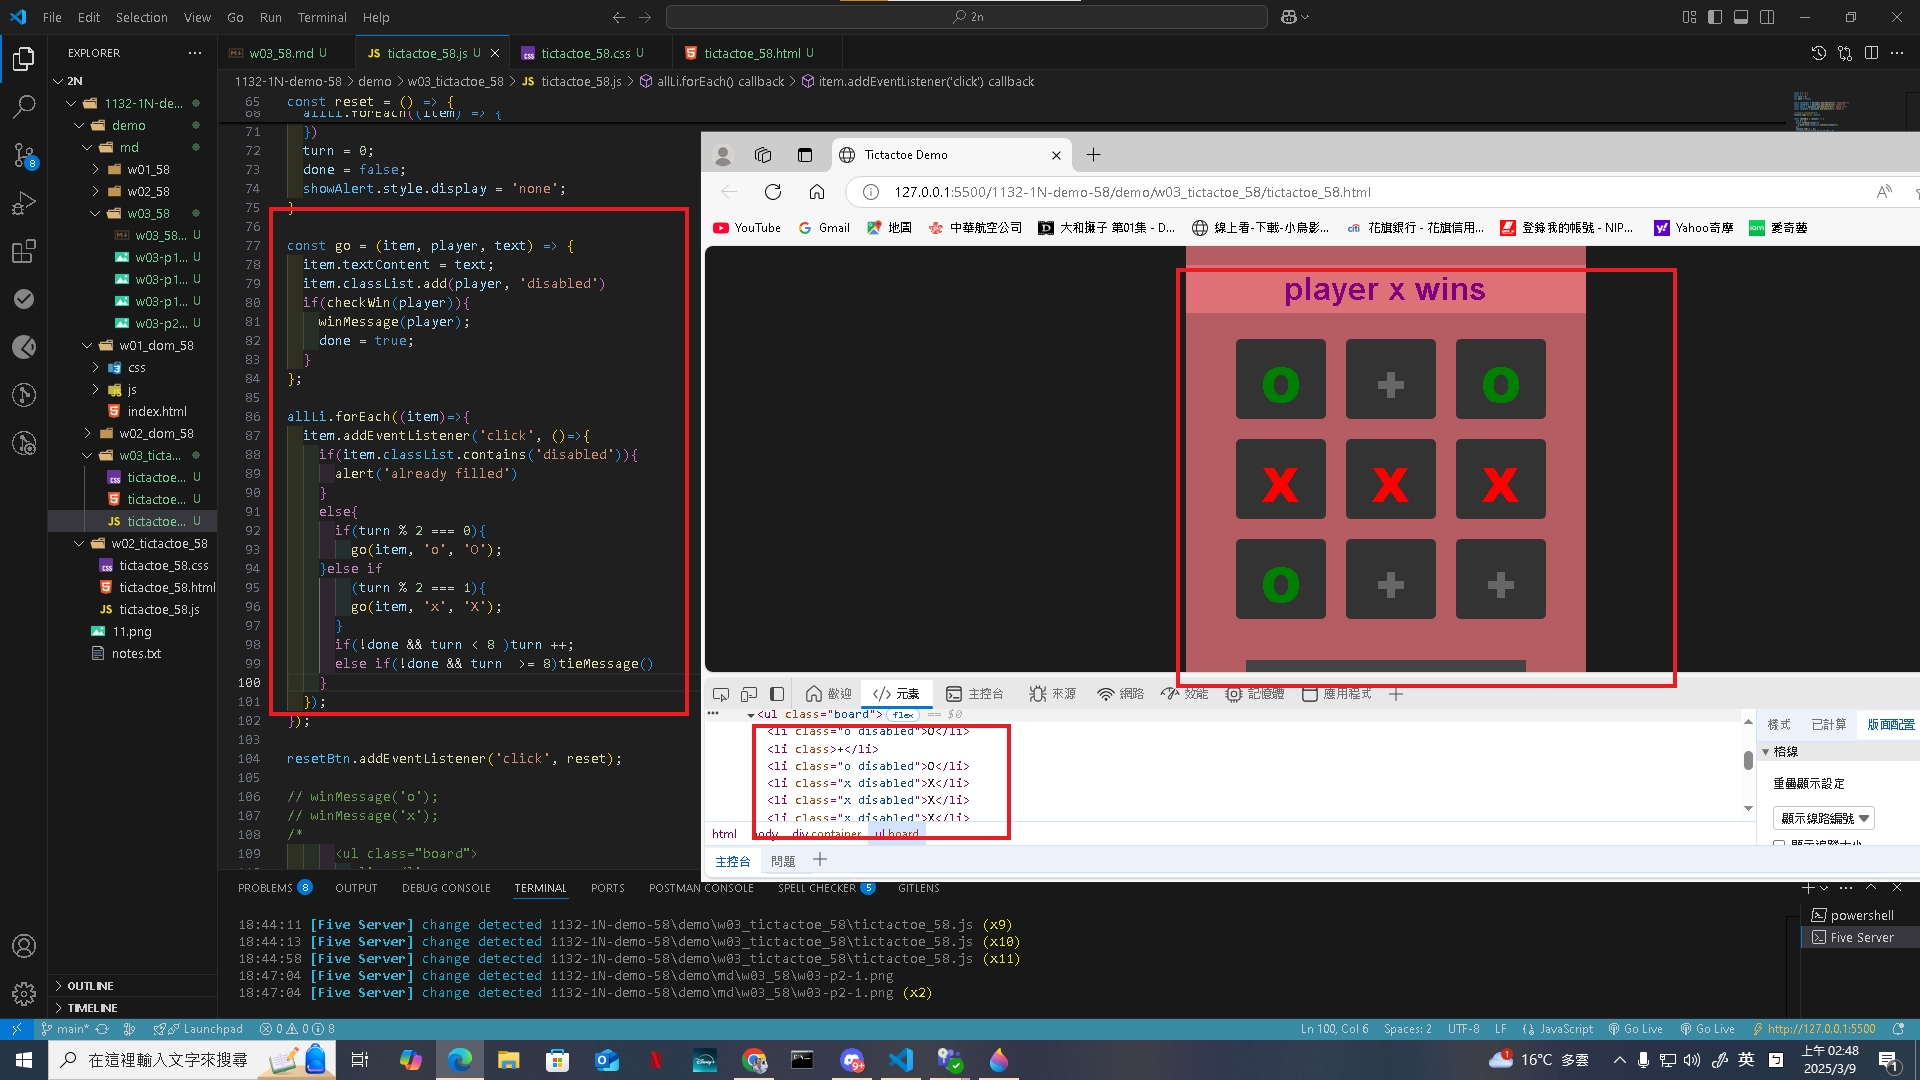 File Edit Selection View Go Run Terminal Help
2n
EXPLORER
w03_58.md U
tictactoe_58.js U
tictactoe_58.css U
tictactoe_58.html U
1132-1N-demo-58 > demo > w03_tictactoe_58 > JS tictactoe_58.js > allLi.forEach() callback > item.addEventListener('click') callback
2N
1132-1N-de...
demo
md
w01_58
w02_58
w03_58
w03_58... U
w03-p1... U
w03-p1... U
w03-p1... U
w03-p2... U
w01_dom_58
css
js
index.html
w02_dom_58
w03_ticta...
tictactoe... U
tictactoe... U
JS tictactoe... U
w02_tictactoe_58
tictactoe_58.css
tictactoe_58.html
JS tictactoe_58.js
11.png
notes.txt
OUTLINE
TIMELINE
65 const reset = () => {
68 allLi.forEach((item) => {
71 })
72 turn = 0;
73 done = false;
74 showAlert.style.display = 'none';
75 }
76
77 const go = (item, player, text) => {
78 item.textContent = text;
79 item.classList.add(player, 'disabled')
80 if(checkWin(player)){
81 winMessage(player);
82 done = true;
83 }
84 };
85
86 allLi.forEach((item)=>{
87 item.addEventListener('click', ()=>{
88 if(item.classList.contains('disabled')){
89 alert('already filled')
90 }
91 else{
92 if(turn % 2 === 0){
93 go(item, 'o', 'O');
94 }else if
95 (turn % 2 === 1){
96 go(item, 'x', 'X');
97 }
98 if(!done && turn < 8 )turn ++;
99 else if(!done && turn >= 8)tieMessage()
100 }
101 });
102 });
103
104 resetBtn.addEventListener('click', reset);
105
106 // winMessage('o');
107 // winMessage('x');
108 /*
109 <ul class="board">
Tictactoe Demo
127.0.0.1:5500/1132-1N-demo-58/demo/w03_tictactoe_58/tictactoe_58.html
YouTube
Gmail
地圖
中華航空公司
大和撫子 第01集 - D...
線上看-下載-小鳥影...
花旗銀行 - 花旗信用...
登錄我的帳號 - NIP...
Yahoo奇摩
愛奇藝
player x wins
o + o
x x x
o + +
歡迎
元素
主控台
來源
網路
效能
記憶體
應用程式
<ul class="board"> flex == $0
<li class="o disabled">O</li>
<li class>+</li>
<li class="o disabled">O</li>
<li class="x disabled">X</li>
<li class="x disabled">X</li>
<li class="x disabled">X</li>
html body div.container ul.board
主控台 問題
樣式 已計算 版面配置
格線
重疊顯示設定
顯示線路編號
PROBLEMS 8 OUTPUT DEBUG CONSOLE TERMINAL PORTS POSTMAN CONSOLE SPELL CHECKER 5 GITLENS
18:44:11 [Five Server] change detected 1132-1N-demo-58\demo\w03_tictactoe_58\tictactoe_58.js (x9)
18:44:13 [Five Server] change detected 1132-1N-demo-58\demo\w03_tictactoe_58\tictactoe_58.js (x10)
18:44:58 [Five Server] change detected 1132-1N-demo-58\demo\w03_tictactoe_58\tictactoe_58.js (x11)
18:47:04 [Five Server] change detected 1132-1N-demo-58\demo\md\w03_58\w03-p2-1.png
18:47:04 [Five Server] change detected 1132-1N-demo-58\demo\md\w03_58\w03-p2-1.png (x2)
powershell
Five Server
main* Launchpad 0 0 8
Ln 100, Col 6 Spaces: 2 UTF-8 LF JavaScript Go Live Go Live http://127.0.0.1:5500
在這裡輸入文字來搜尋
16°C 多雲
英
上午 02:48
2025/3/9